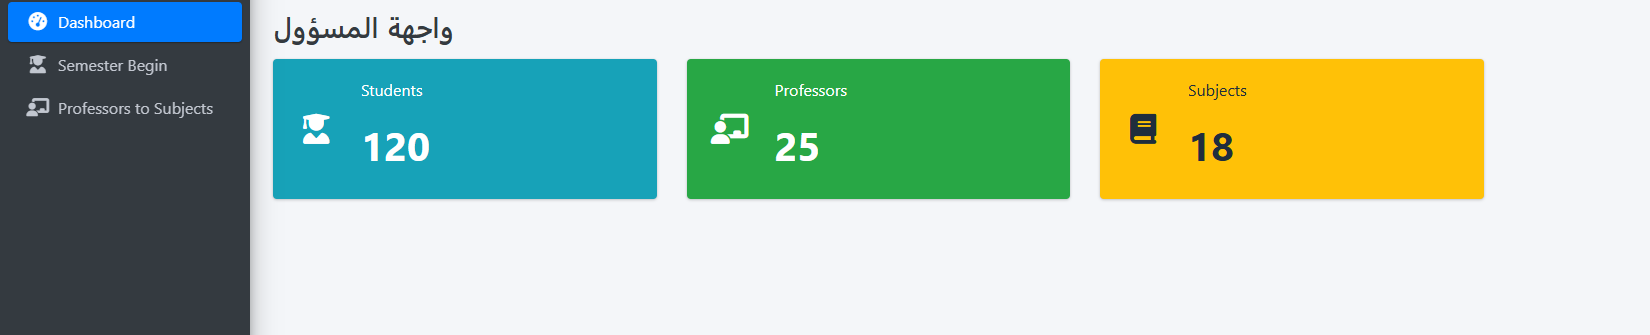 Dashboard
Semester Begin
Professors to Subjects
واجهة المسؤول
Students
120
Professors
25
Subjects
18